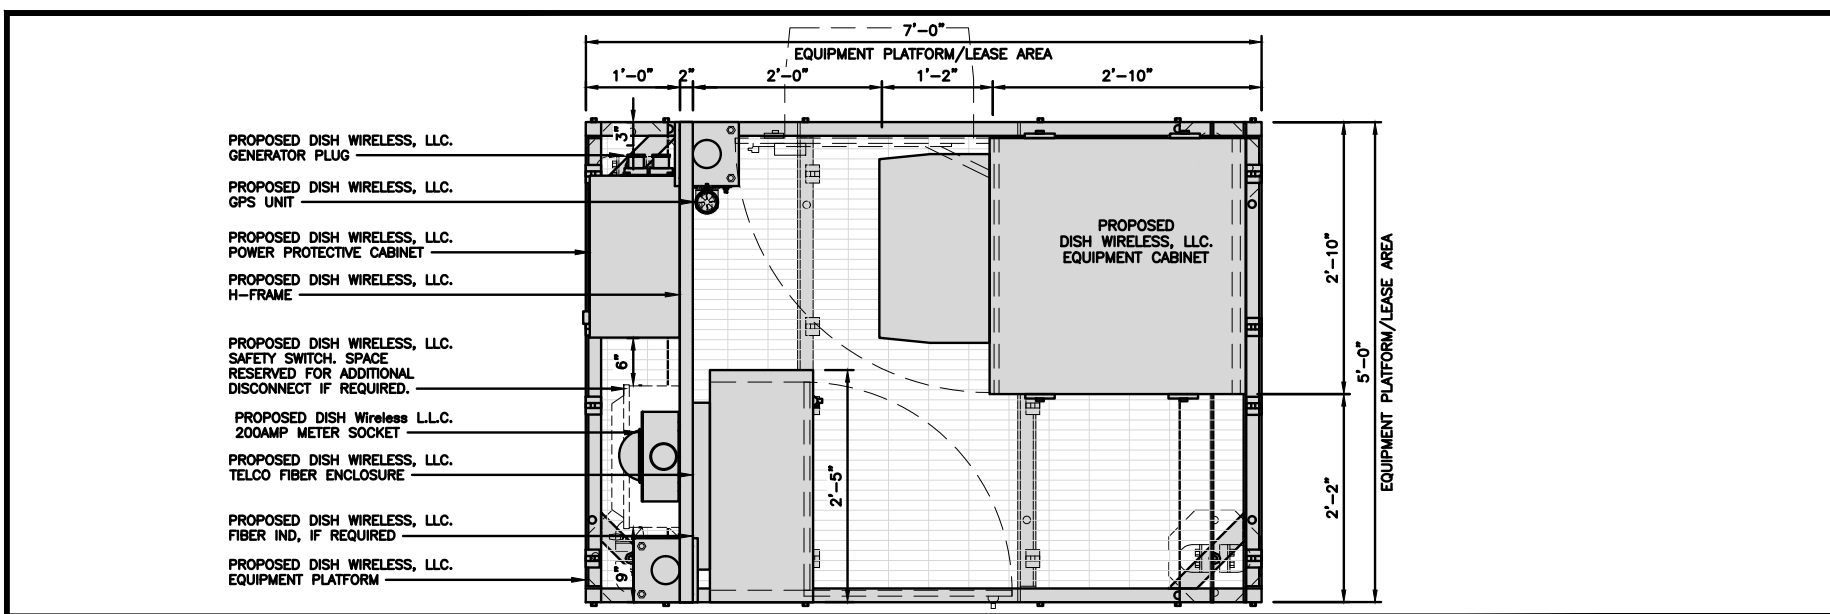 7'-0"
EQUIPMENT PLATFORM/LEASE AREA
1'-0" 2" 2'-0" 1'-2" 2'-10"
PROPOSED DISH WIRELESS, LLC.
GENERATOR PLUG
3"
PROPOSED DISH WIRELESS, LLC.
GPS UNIT
PROPOSED DISH WIRELESS, LLC.
POWER PROTECTIVE CABINET
PROPOSED DISH WIRELESS, LLC.
H-FRAME
PROPOSED DISH WIRELESS, LLC.
SAFETY SWITCH. SPACE
RESERVED FOR ADDITIONAL
DISCONNECT IF REQUIRED.
6"
PROPOSED DISH Wireless L.L.C.
200AMP METER SOCKET
PROPOSED DISH WIRELESS, LLC.
TELCO FIBER ENCLOSURE
PROPOSED DISH WIRELESS, LLC.
FIBER IND, IF REQUIRED
PROPOSED DISH WIRELESS, LLC.
EQUIPMENT PLATFORM
9"
2'-5"
PROPOSED
DISH WIRELESS, LLC.
EQUIPMENT CABINET
2'-10"
2'-2"
5'-0"
EQUIPMENT PLATFORM/LEASE AREA